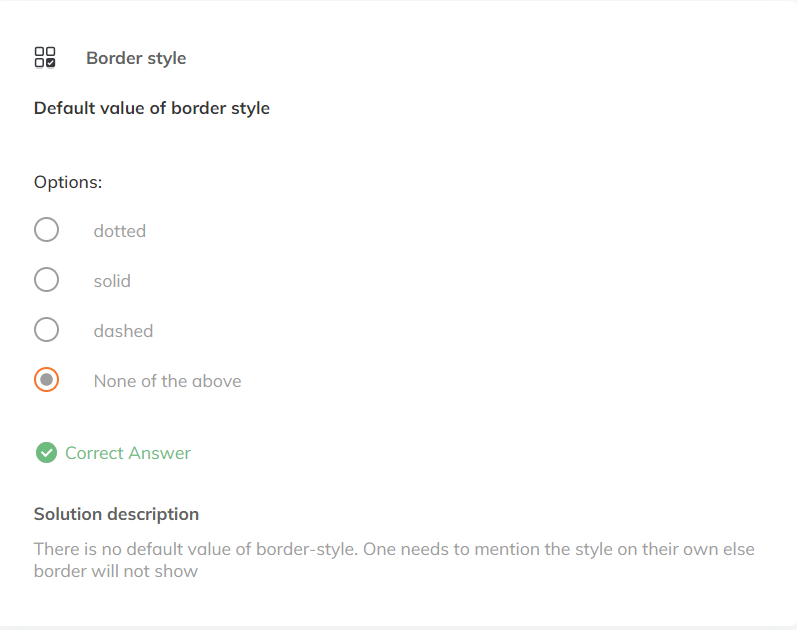 Border style
Default value of border style
Options:
dotted
solid
dashed
None of the above
Correct Answer
Solution description
There is no default value of border-style. One needs to mention the style on their own else
border will not show